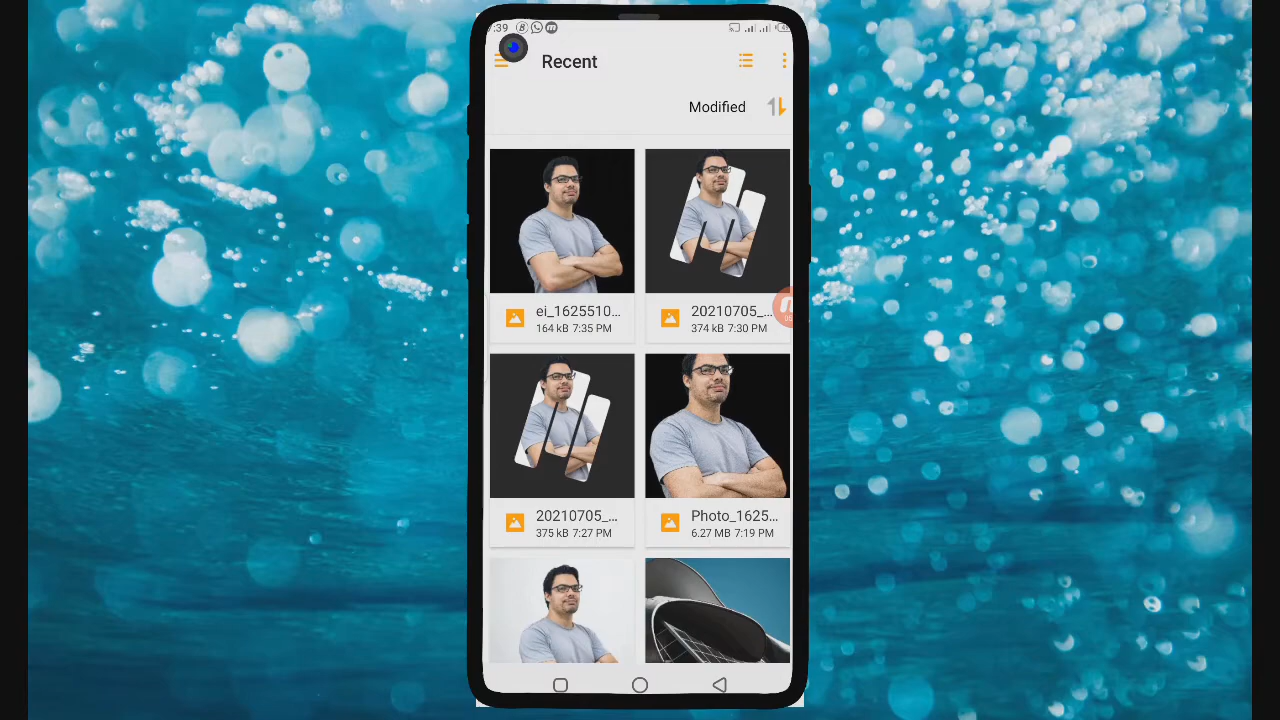 :39
Recent
Modified
ei_1625510...
164 kB 7:35 PM
20210705_...
374 kB 7:30 PM
20210705_...
375 kB 7:27 PM
Photo_1625...
6.27 MB 7:19 PM